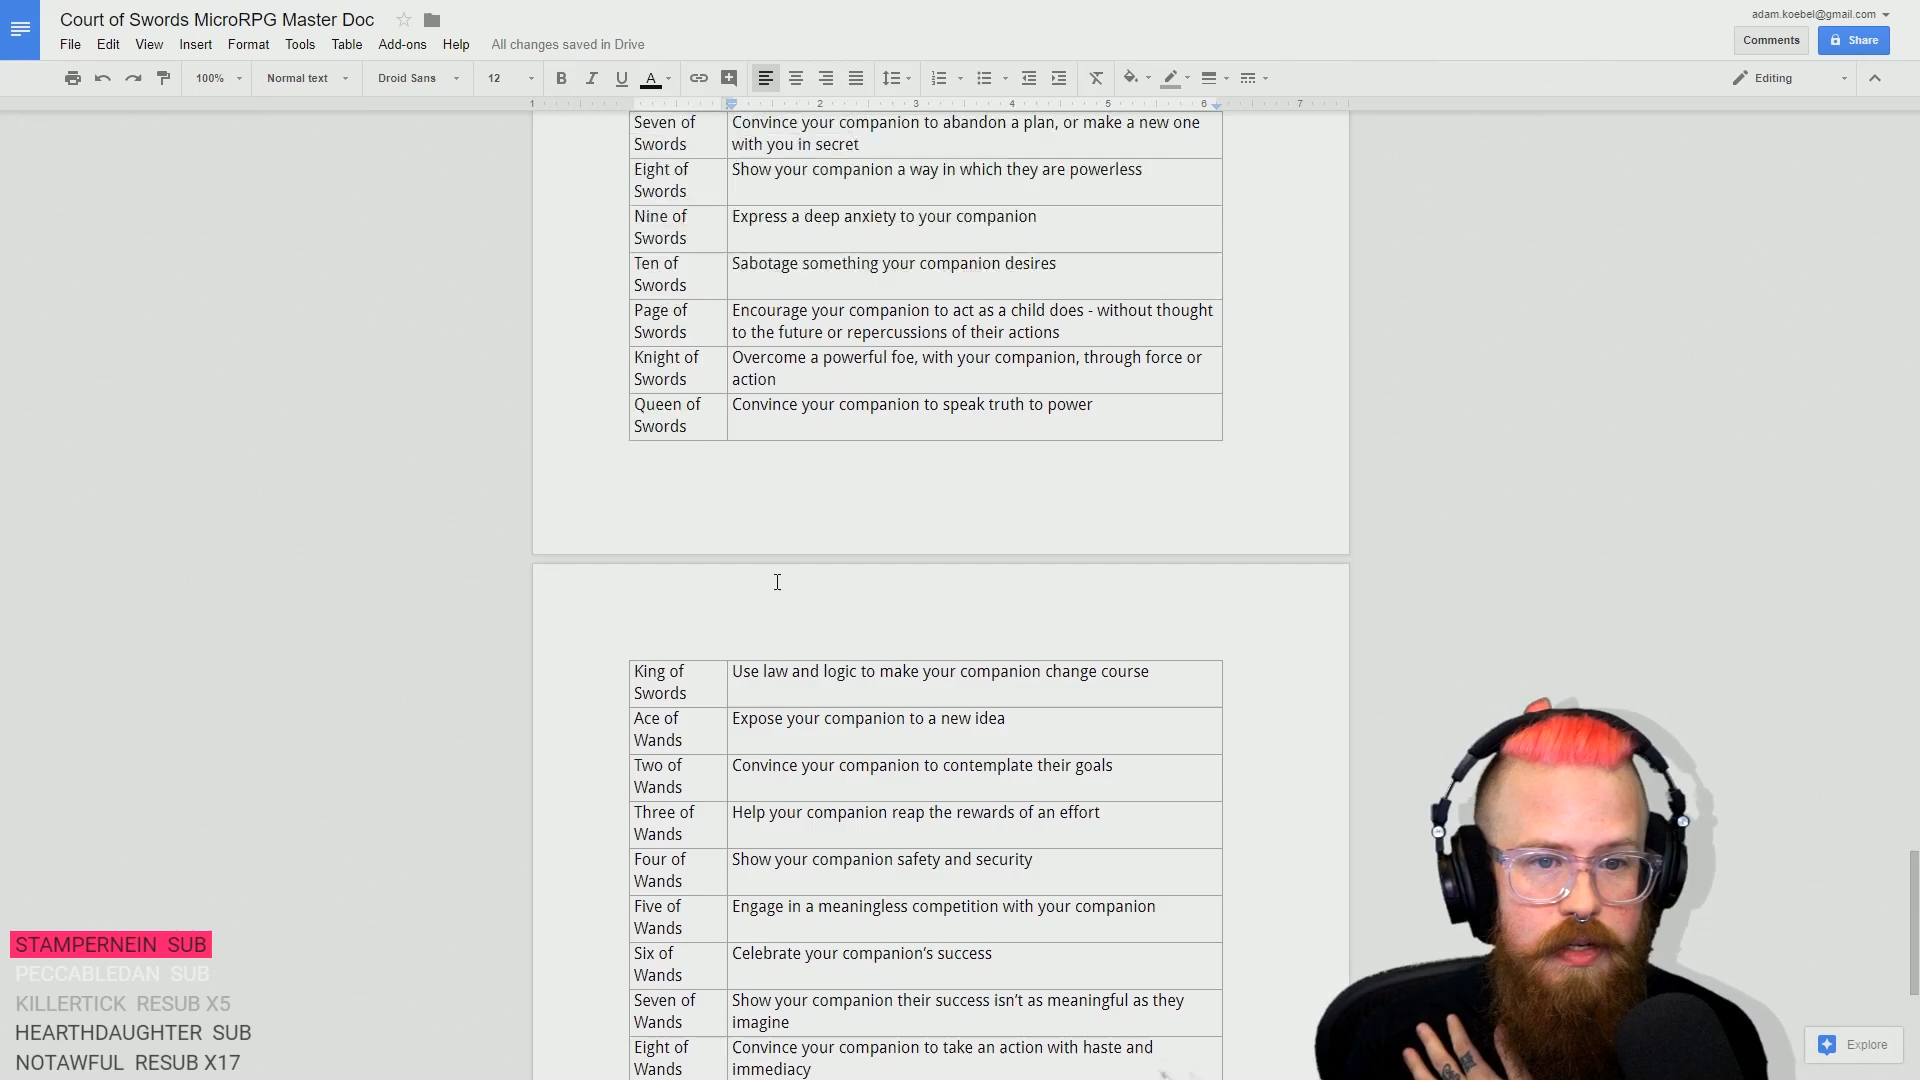 Court of Swords MicroRPG Master Doc
adam.koebel@gmail.com
File Edit View Insert Format Tools Table Add-ons Help All changes saved in Drive
Comments Share
100% Normal text Droid Sans 12 B I U A Editing
1 2 3 4 5 6 7
Seven of Convince your companion to abandon a plan, or make a new one
Swords with you in secret
Eight of Show your companion a way in which they are powerless
Swords
Nine of Express a deep anxiety to your companion
Swords
Ten of Sabotage something your companion desires
Swords
Page of Encourage your companion to act as a child does - without thought
Swords to the future or repercussions of their actions
Knight of Overcome a powerful foe, with your companion, through force or
Swords action
Queen of Convince your companion to speak truth to power
Swords
King of Use law and logic to make your companion change course
Swords
Ace of Expose your companion to a new idea
Wands
Two of Convince your companion to contemplate their goals
Wands
Three of Help your companion reap the rewards of an effort
Wands
Four of Show your companion safety and security
Wands
Five of Engage in a meaningless competition with your companion
Wands
Six of Celebrate your companion's success
Wands
Seven of Show your companion their success isn't as meaningful as they
Wands imagine
Eight of Convince your companion to take an action with haste and
Wands immediacy
STAMPERNEIN SUB
PECCABLEDAN SUB
KILLERTICK RESUB X5
HEARTHDAUGHTER SUB
NOTAWFUL RESUB X17
Explore